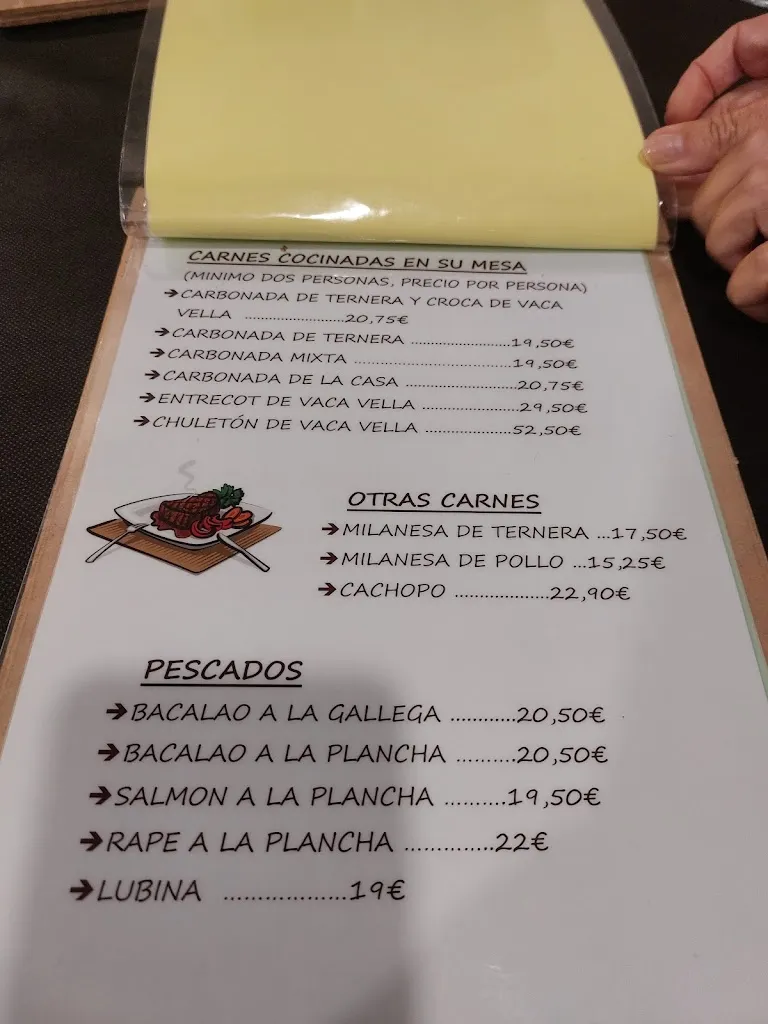 CARNES COCINADAS EN SU MESA
(MINIMO DOS PERSONAS, PRECIO POR PERSONA)
➔CARBONADA DE TERNERA Y CROCA DE VACA
VELLA ........................20,75€
➔CARBONADA DE TERNERA ........................19,50€
➔CARBONADA MIXTA ......................................19,50€
➔CARBONADA DE LA CASA ..........................20,75€
➔ENTRECOT DE VACA VELLA ......................29,50€
➔CHULETÓN DE VACA VELLA ....................52,50€
OTRAS CARNES
➔MILANESA DE TERNERA ...17,50€
➔MILANESA DE POLLO ...15,25€
➔CACHOPO ...................22,90€
PESCADOS
➔BACALAO A LA GALLEGA ............20,50€
➔BACALAO A LA PLANCHA ..........20,50€
➔SALMON A LA PLANCHA ..........19,50€
➔RAPE A LA PLANCHA ..............22€
➔LUBINA ..................19€